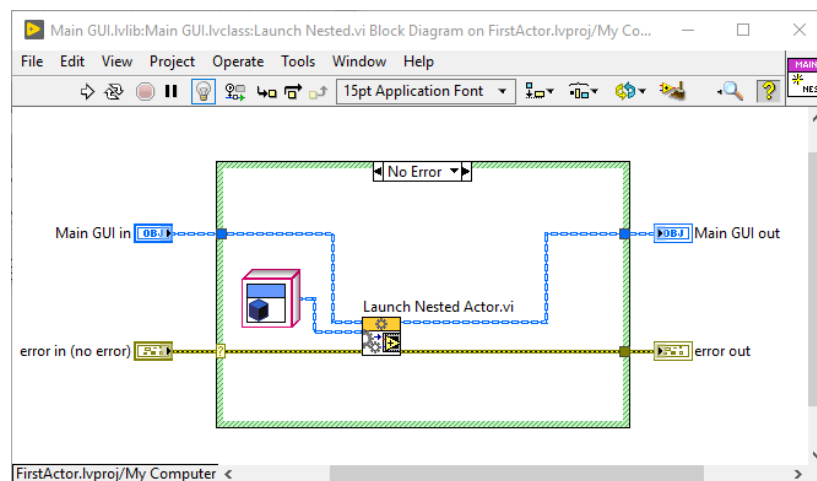 Main GUI.lvlib:Main GUI.lvclass:Launch Nested.vi Block Diagram on FirstActor.lvproj/My Co...
File Edit View Project Operate Tools Window Help
15pt Application Font
MAIN
NES
No Error
Main GUI in
OBJ
OBJ
Main GUI out
Launch Nested Actor.vi
error in (no error)
?
error out
FirstActor.lvproj/My Computer